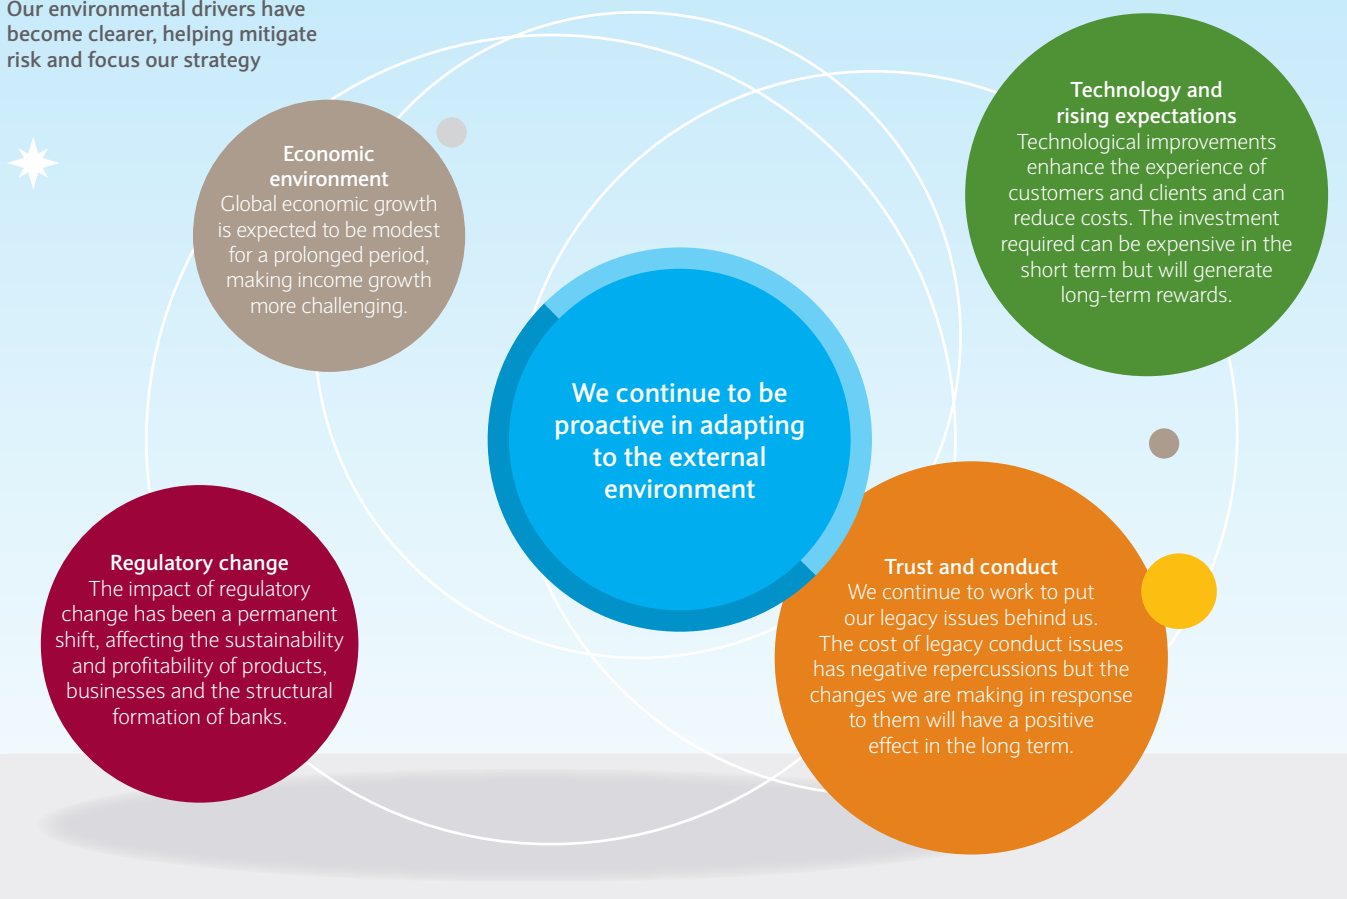 Our environmental drivers have
become clearer, helping mitigate
risk and focus our strategy
Economic
environment
Global economic growth
is expected to be modest
for a prolonged period,
making income growth
more challenging.
Technology and
rising expectations
Technological improvements
enhance the experience of
customers and clients and can
reduce costs. The investment
required can be expensive in the
short term but will generate
long-term rewards.
We continue to be
proactive in adapting
to the external
environment
Regulatory change
The impact of regulatory
change has been a permanent
shift, affecting the sustainability
and profitability of products,
businesses and the structural
formation of banks.
Trust and conduct
We continue to work to put
our legacy issues behind us.
The cost of legacy conduct issues
has negative repercussions but the
changes we are making in response
to them will have a positive
effect in the long term.